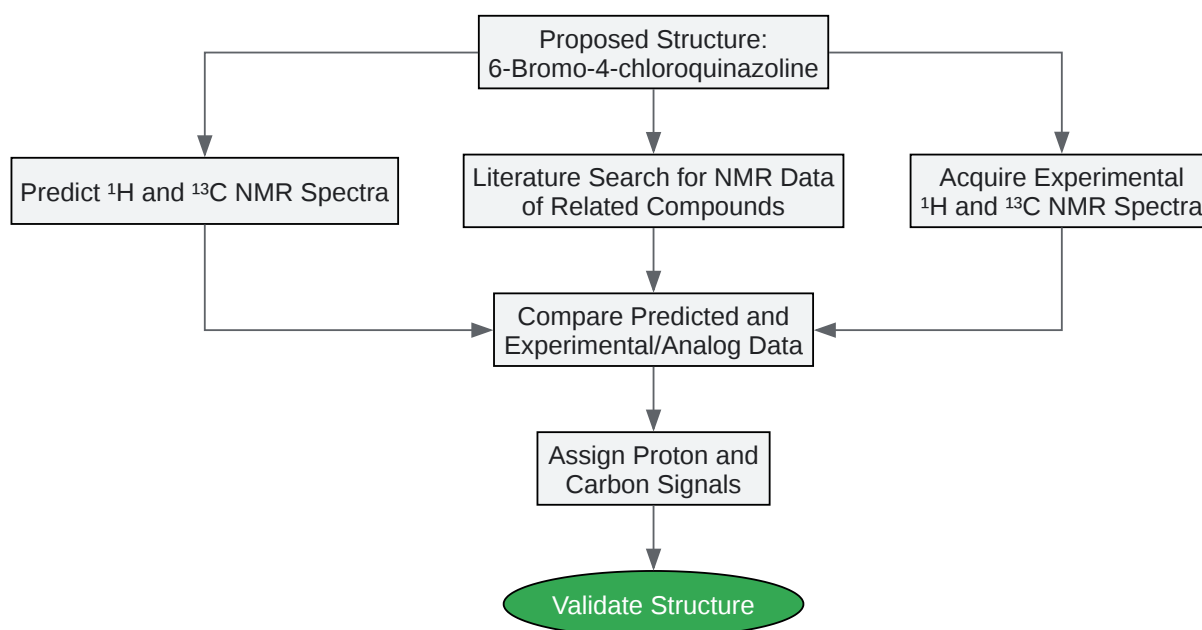 Proposed Structure:
6-Bromo-4-chloroquinazoline
Predict ¹H and ¹³C NMR Spectra
Literature Search for NMR Data
of Related Compounds
Acquire Experimental
¹H and ¹³C NMR Spectra
Compare Predicted and
Experimental/Analog Data
Assign Proton and
Carbon Signals
Validate Structure